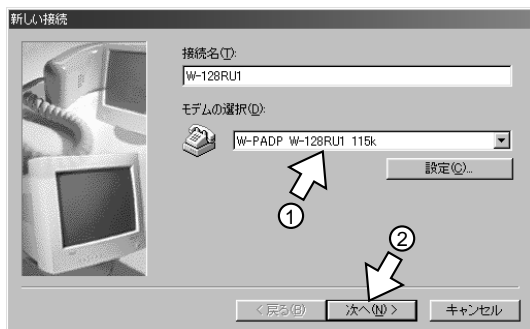 新しい接続
接続名(T):
W-128RU1
モデムの選択(D):
W-PADP W-128RU1 115k
設定(C)...
①
②
< 戻る(B)
次へ(N) >
キャンセル